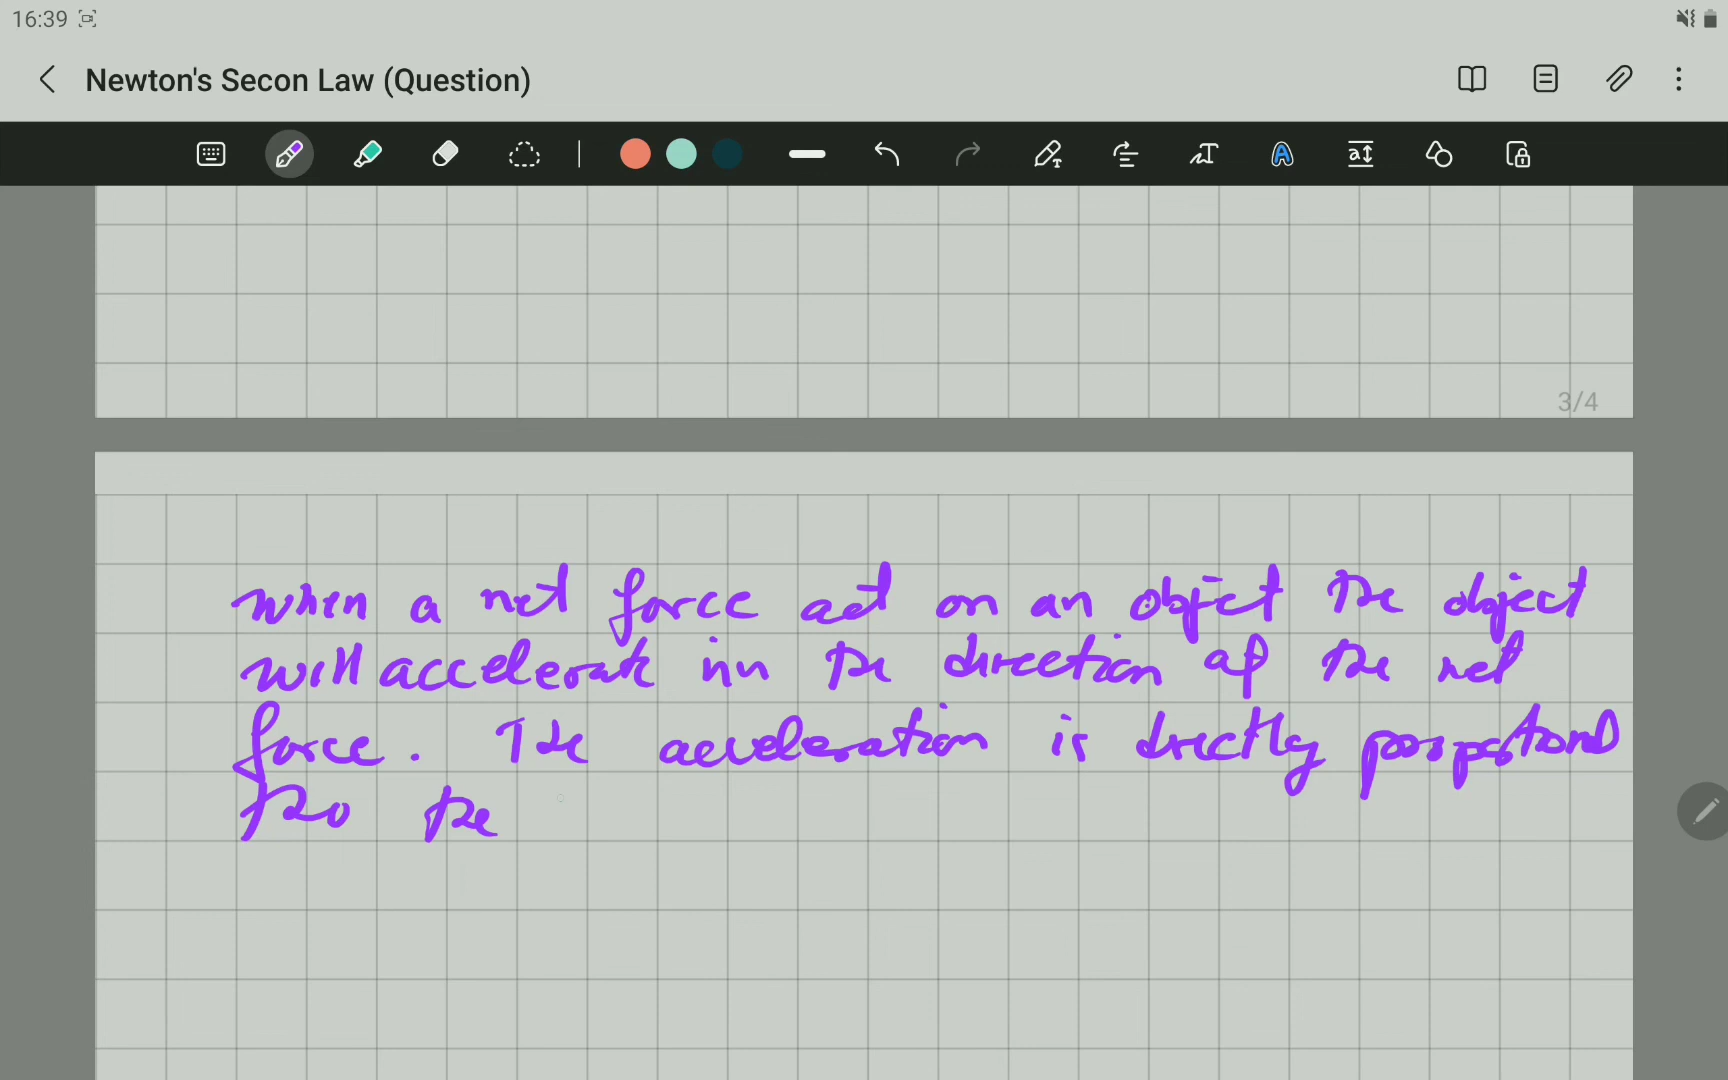 16:39
Newton's Secon Law (Question)
3/4
when a net force act on an object the object
will accelerate inn the direction of the net
force. The acceleration is directly proportional
to the